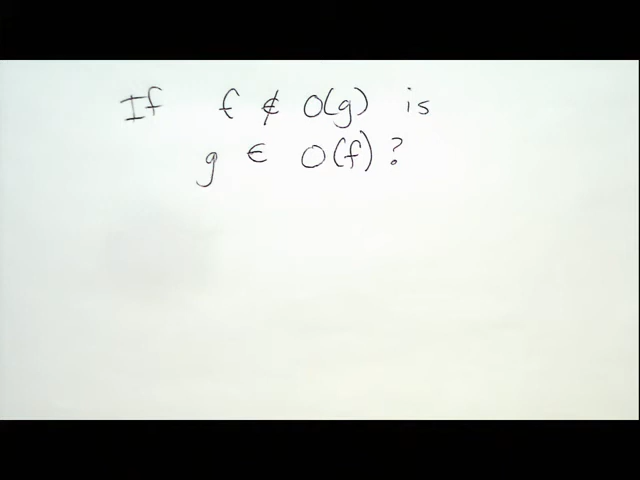 If f ∉ O(g) is
g ∈ O(f)?